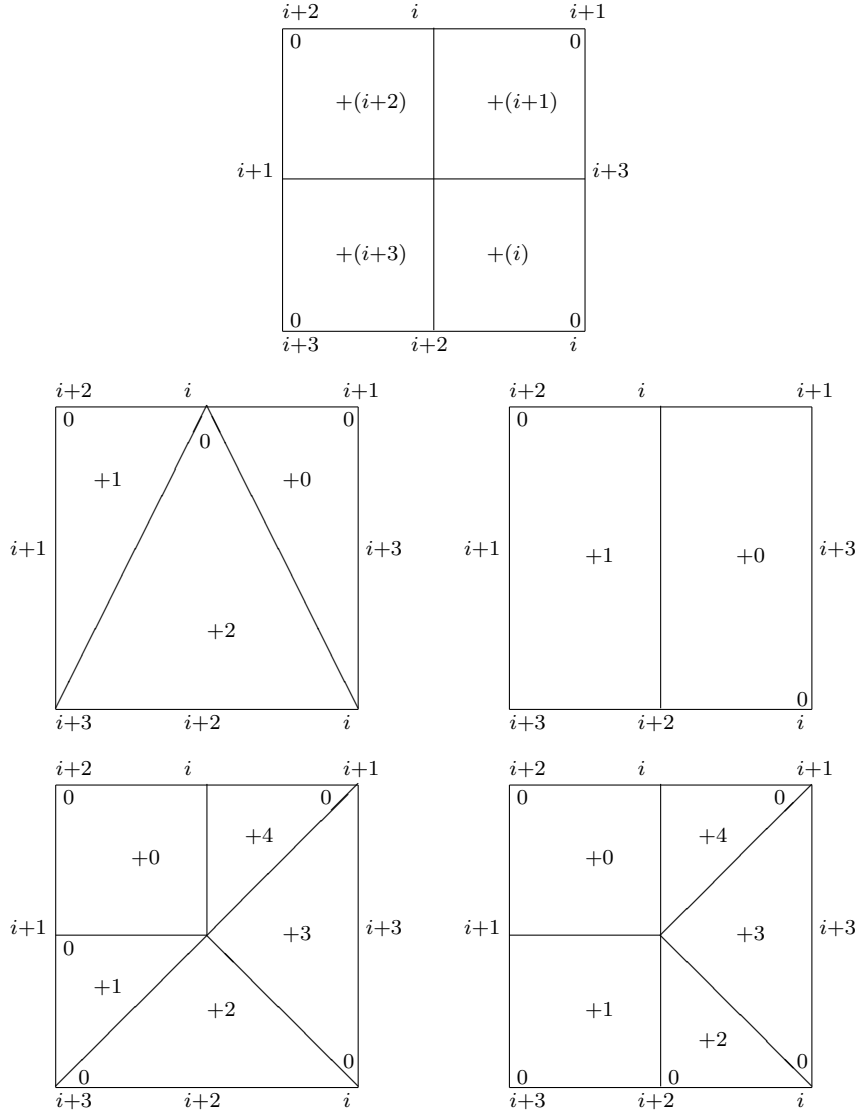 i+2 i i+1
0 0
+(i+2) +(i+1)
i+1 i+3
+(i+3) +(i)
0 0
i+3 i+2 i
i+2 i i+1
0 0 0
+1 +0
i+1 i+3
+2
i+3 i+2 i
i+2 i i+1
0
i+1 +1 +0 i+3
0
i+3 i+2 i
i+2 i i+1
0 0
+4
+0
i+1 +3 i+3
0
+1
+2
0
0
i+3 i+2 i
i+2 i i+1
0 0
+4
+0
i+1 +3 i+3
+1
+2
0
0 0
i+3 i+2 i